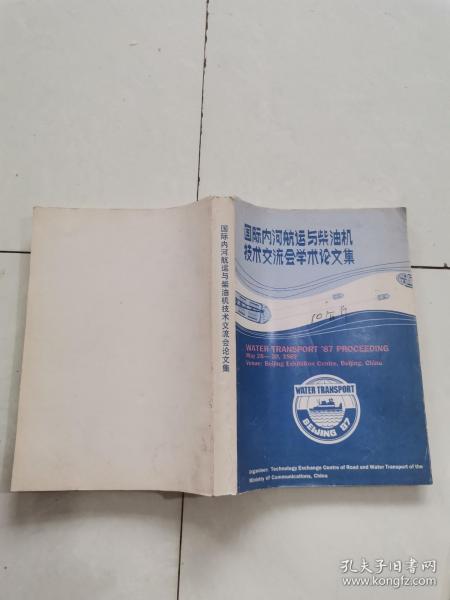 国际内河航运与柴油机技术交流会论文集
国际内河航运与柴油机
技术交流会学术论文集
WATER TRANSPORT '87 PROCEEDING
May 1987
Venue: Beijing Exhibition Centre, Beijing, China
WATER TRANSPORT
BEIJING '87
rganiser: Technology Exchange Centre of Road and Water Transport of the
Ministry of Communications, China
孔夫子旧书网
www.kongfz.com